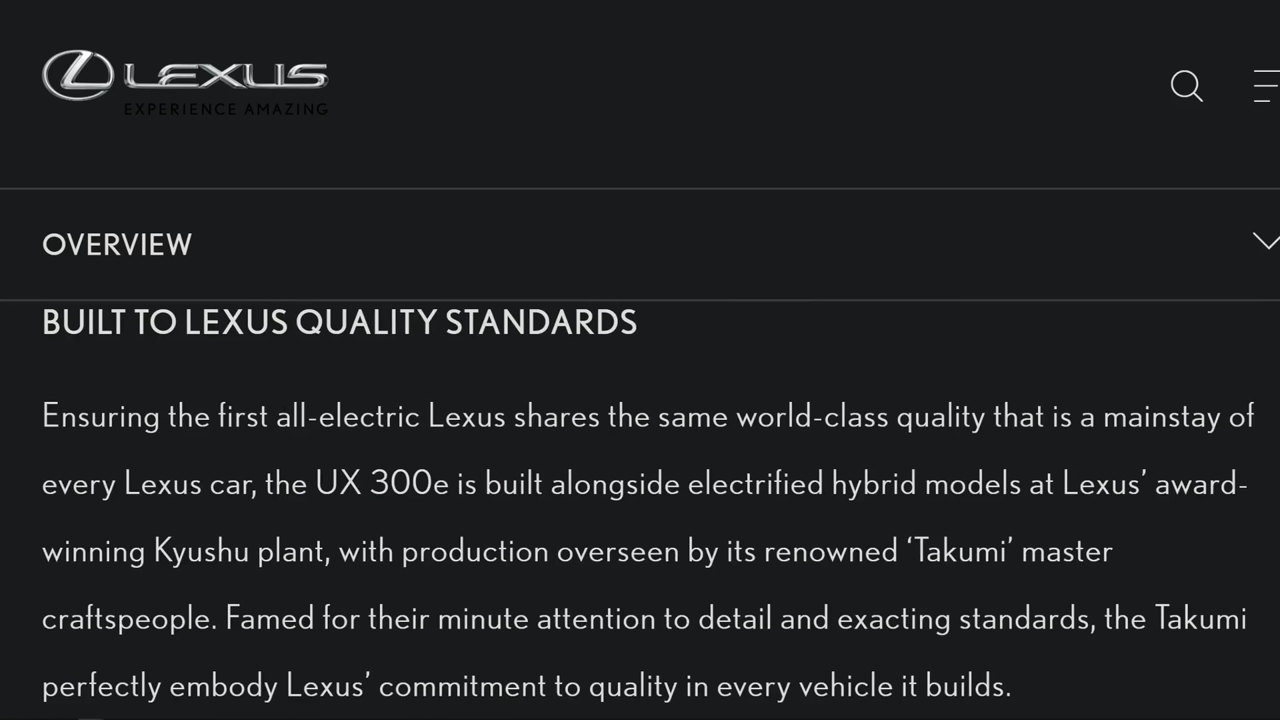 LEXUS
EXPERIENCE AMAZING
OVERVIEW
BUILT TO LEXUS QUALITY STANDARDS
Ensuring the first all-electric Lexus shares the same world-class quality that is a mainstay of
every Lexus car, the UX 300e is built alongside electrified hybrid models at Lexus’ award-
winning Kyushu plant, with production overseen by its renowned ‘Takumi’ master
craftspeople. Famed for their minute attention to detail and exacting standards, the Takumi
perfectly embody Lexus’ commitment to quality in every vehicle it builds.